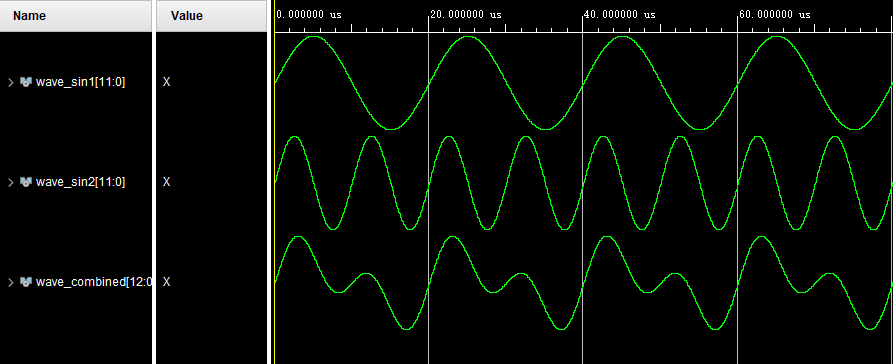 Name Value 0.000000 us 20.000000 us 40.000000 us 60.000000 us
wave_sin1[11:0] X
wave_sin2[11:0] X
wave_combined[12:0 X